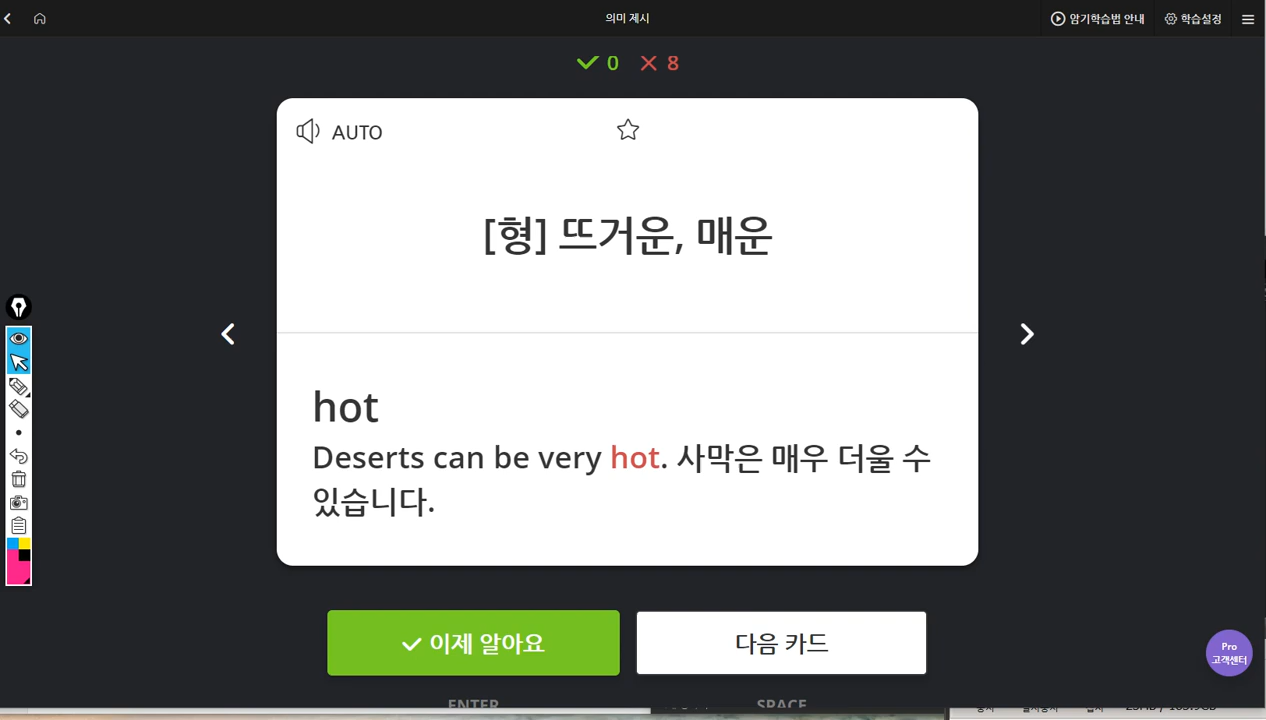 의미 제시
암기학습법 안내
학습설정
0
8
AUTO
[형] 뜨거운, 매운
hot
Deserts can be very hot. 사막은 매우 더울 수
있습니다.
이제 알아요
다음 카드
ENTER
SPACE
Pro
고객센터